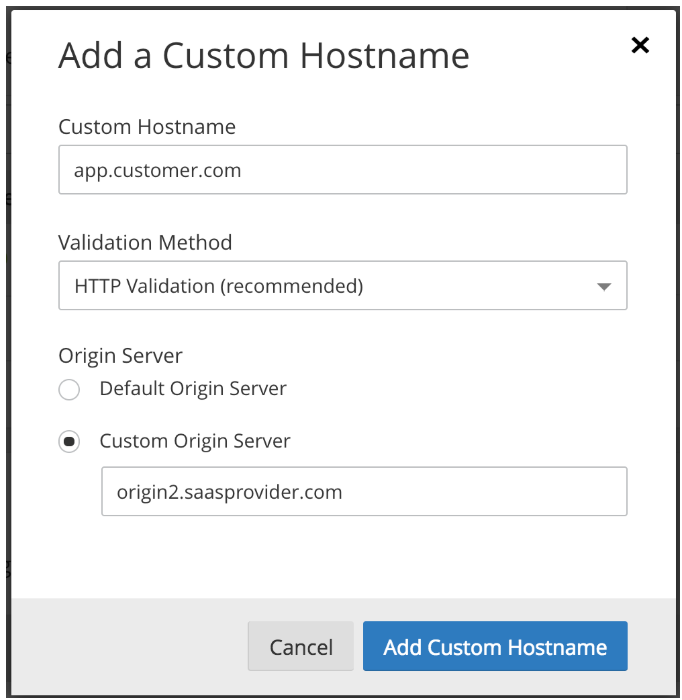 Add a Custom Hostname
Custom Hostname
app.customer.com
Validation Method
HTTP Validation (recommended)
Origin Server
Default Origin Server
Custom Origin Server
origin2.saasprovider.com
Cancel
Add Custom Hostname